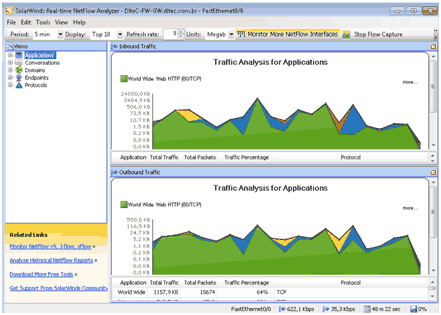 SolarWinds Real-time NetFlow Analyzer - DlteC-FW-GW.dltec.com.br - FastEthernet0/0
File Edit Tools View Help
Period: 5 min Display: Top 10 Refresh rate: Units: Megab Monitor More NetFlow Interfaces Stop Flow Capture
Views
Applications
Conversations
Domains
Endpoints
Protocols
Related Links
Monitor NetFlow v9, J-flow, sFlow »
Analyze Historical NetFlow Reports »
Download More Free Tools »
Get Support From SolarWinds Community
Inbound Traffic
Traffic Analysis for Applications
World Wide Web HTTP (80/TCP)
more...
24000,0 KB
3484,9 KB
506,0 KB
73,5 KB
10,7 KB
1,5 KB
0,2 KB
0,0 KB
0,0 KB
Application Total Traffic Total Packets Traffic Percentage Protocol
Outbound Traffic
Traffic Analysis for Applications
World Wide Web HTTP (80/TCP)
more...
550,0 KB
116,5 KB
24,7 KB
5,2 KB
1,1 KB
0,2 KB
0,0 KB
0,0 KB
0,0 KB
Application Total Traffic Total Packets Traffic Percentage Protocol
World Wide 1157,9 KB 15674 64% TCP
FastEthernet0/0 622,1 Kbps 35,3 Kbps 48 m 22 sec 0%